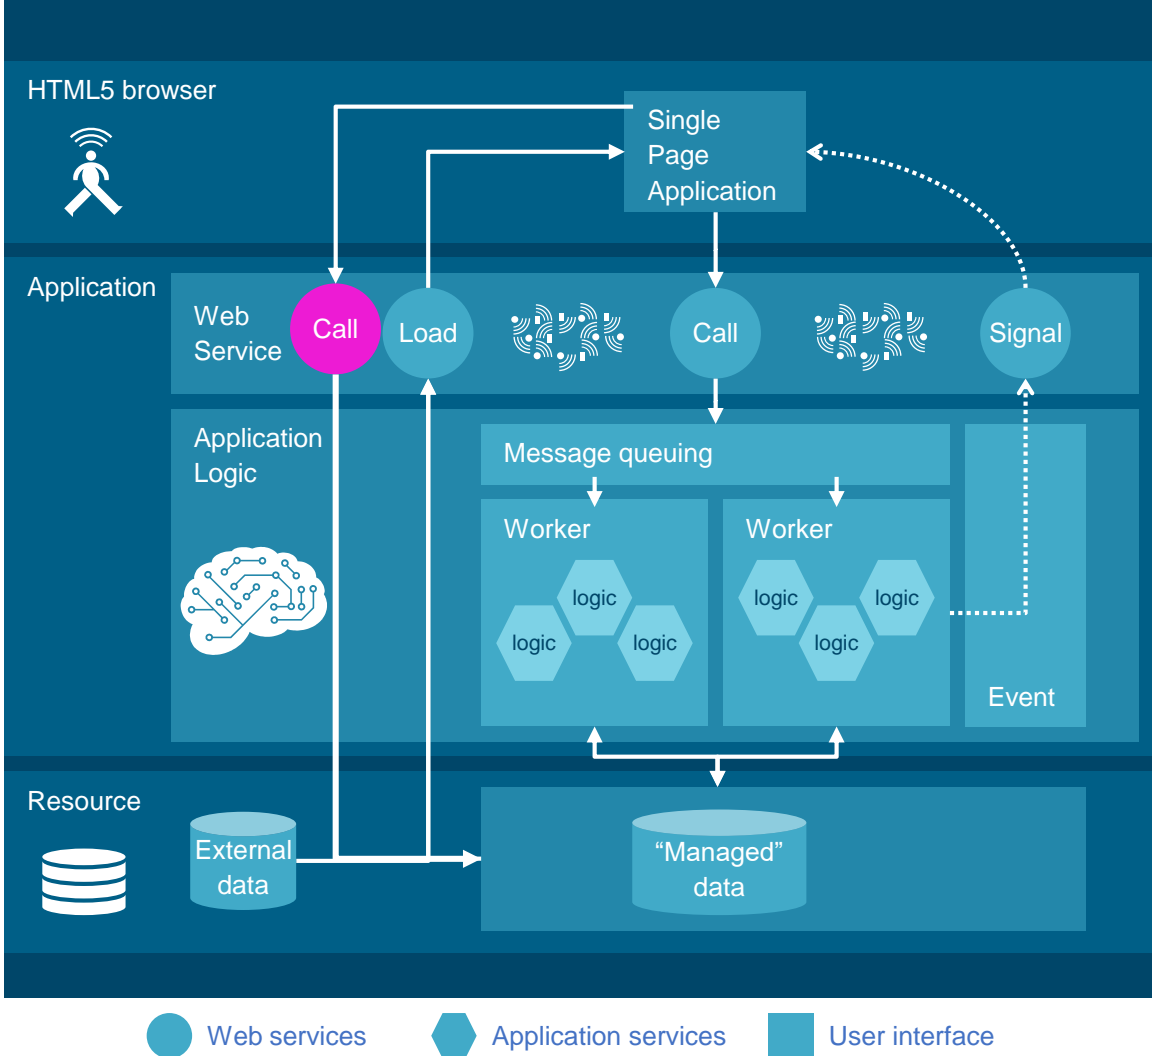 HTML5 browser
Single
Page
Application
Application
Web
Service
Call
Load
Call
Signal
Application
Logic
Message queuing
Worker
Worker
logic
logic
logic
logic
logic
logic
Event
Resource
External
data
“Managed”
data
Web services
Application services
User interface